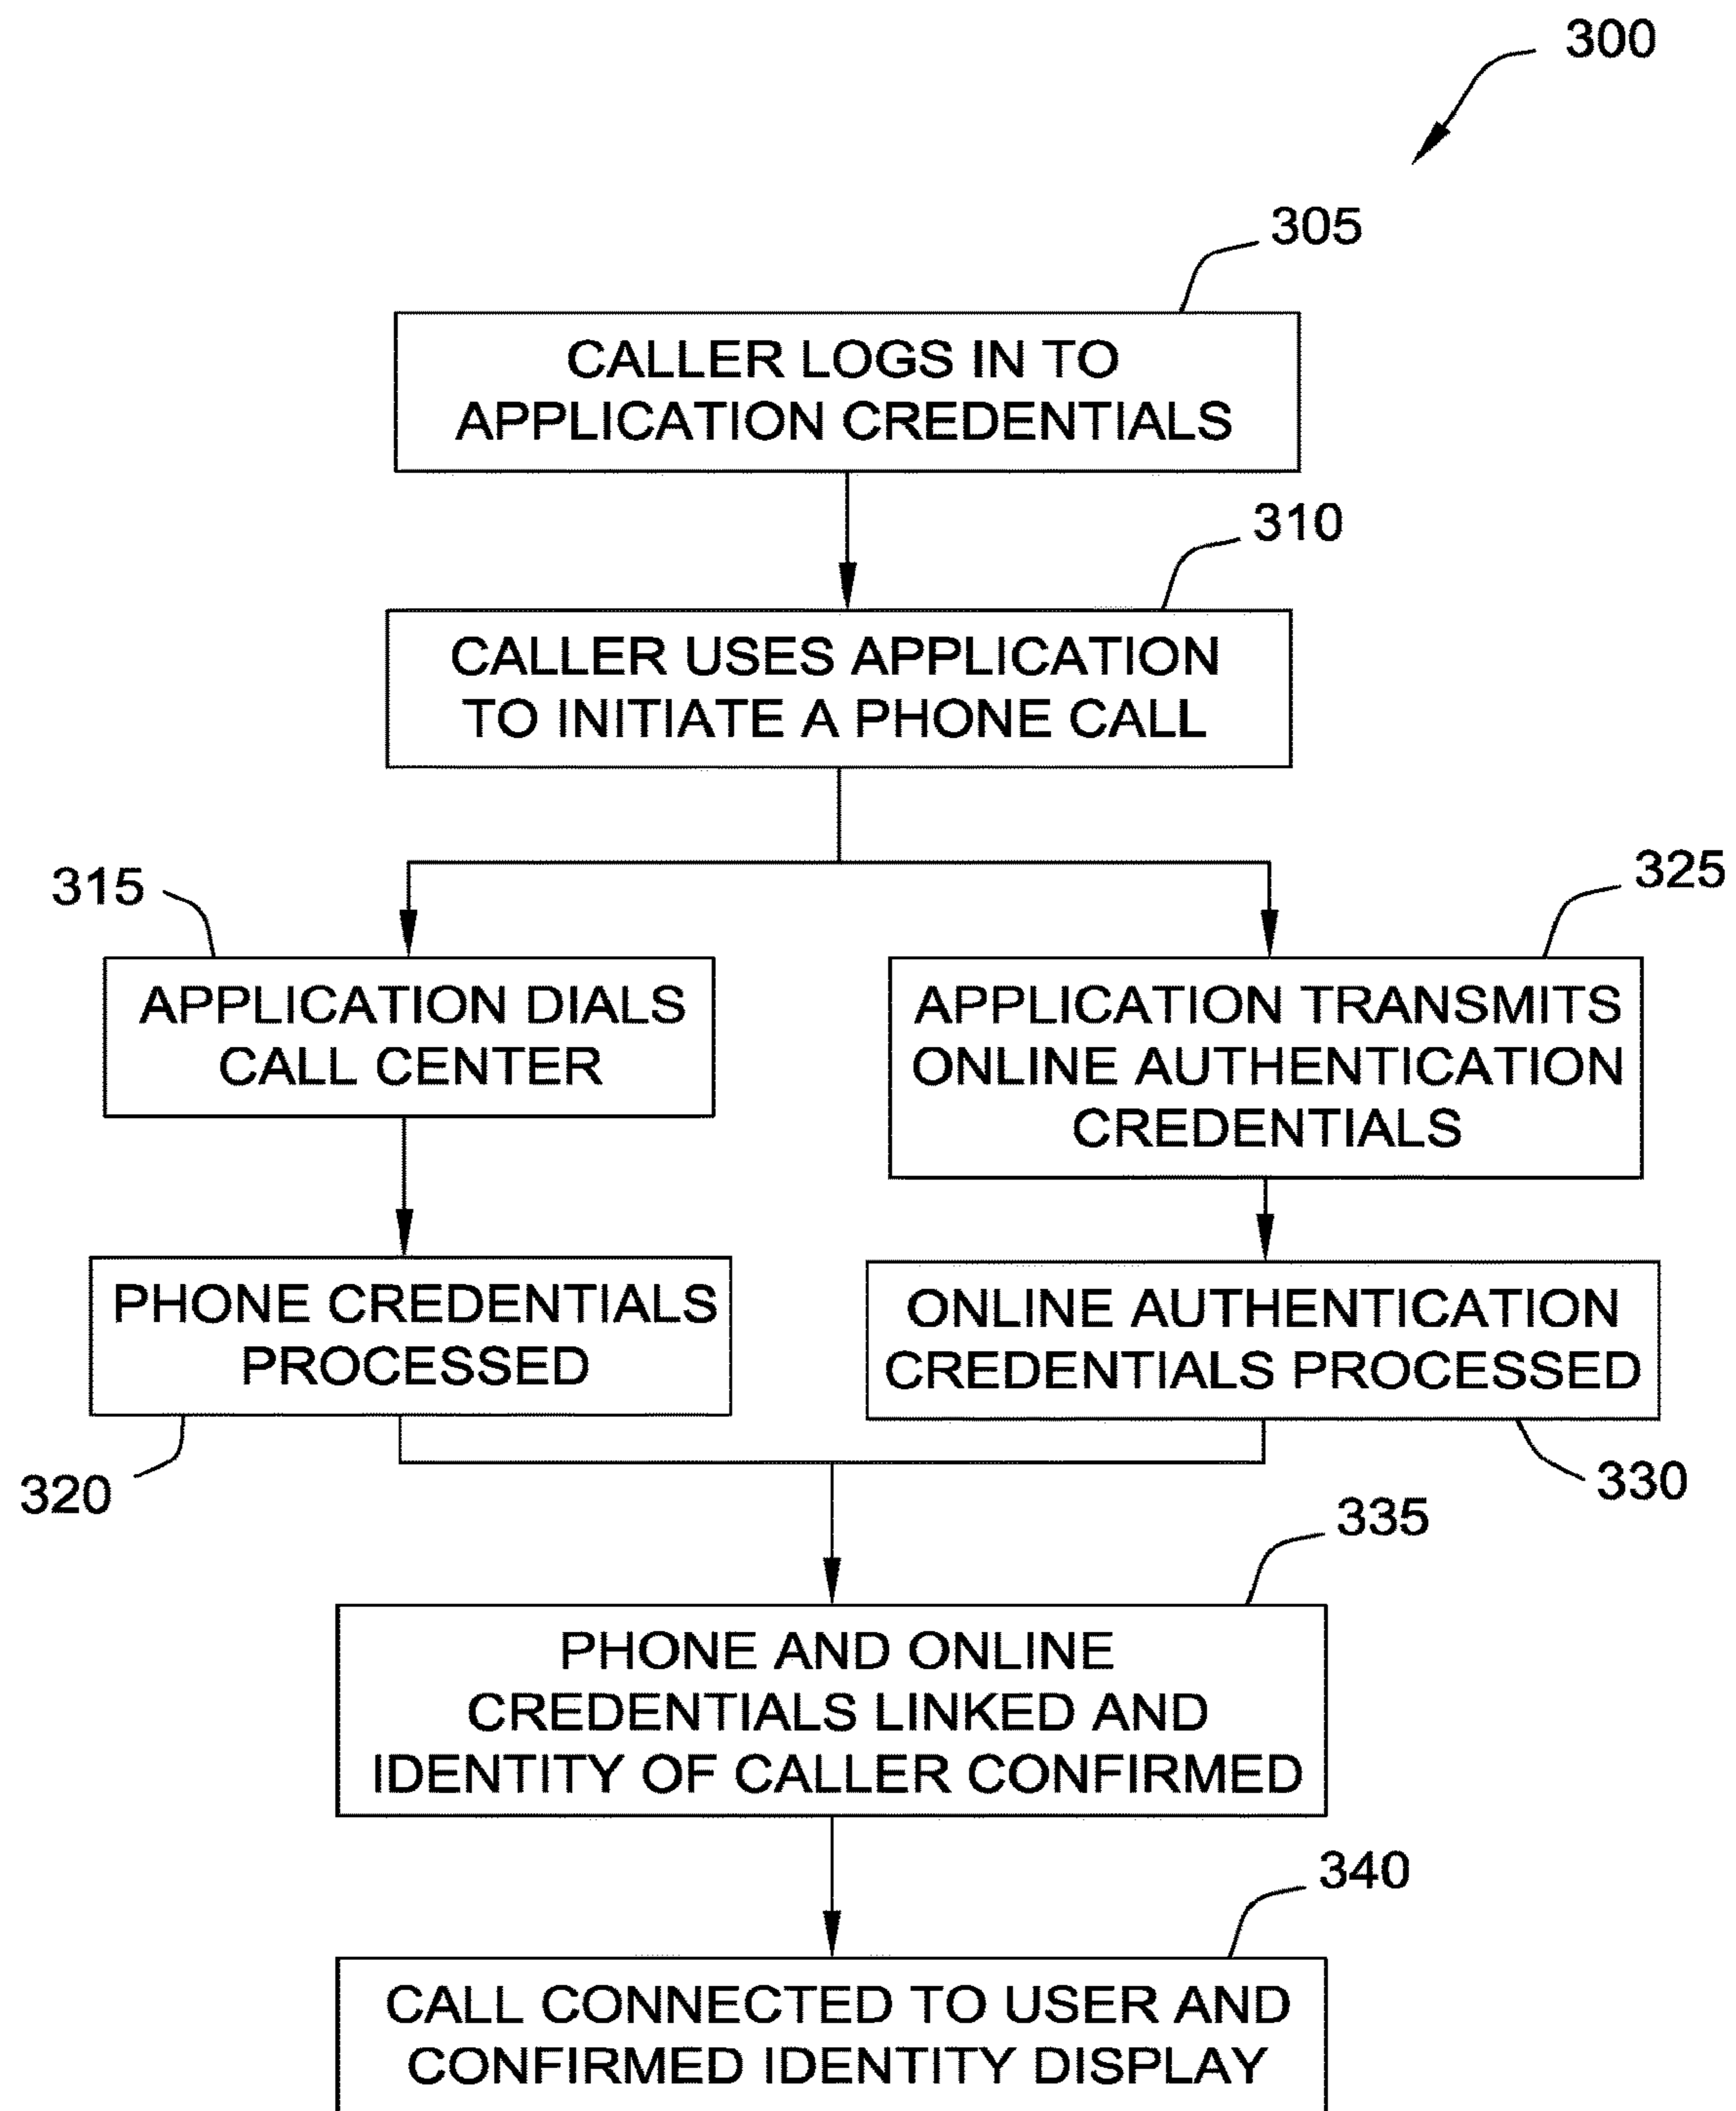 300
305
CALLER LOGS IN TO
APPLICATION CREDENTIALS
310
CALLER USES APPLICATION
TO INITIATE A PHONE CALL
315
APPLICATION DIALS
CALL CENTER
325
APPLICATION TRANSMITS
ONLINE AUTHENTICATION
CREDENTIALS
PHONE CREDENTIALS
PROCESSED
320
ONLINE AUTHENTICATION
CREDENTIALS PROCESSED
330
335
PHONE AND ONLINE
CREDENTIALS LINKED AND
IDENTITY OF CALLER CONFIRMED
340
CALL CONNECTED TO USER AND
CONFIRMED IDENTITY DISPLAY